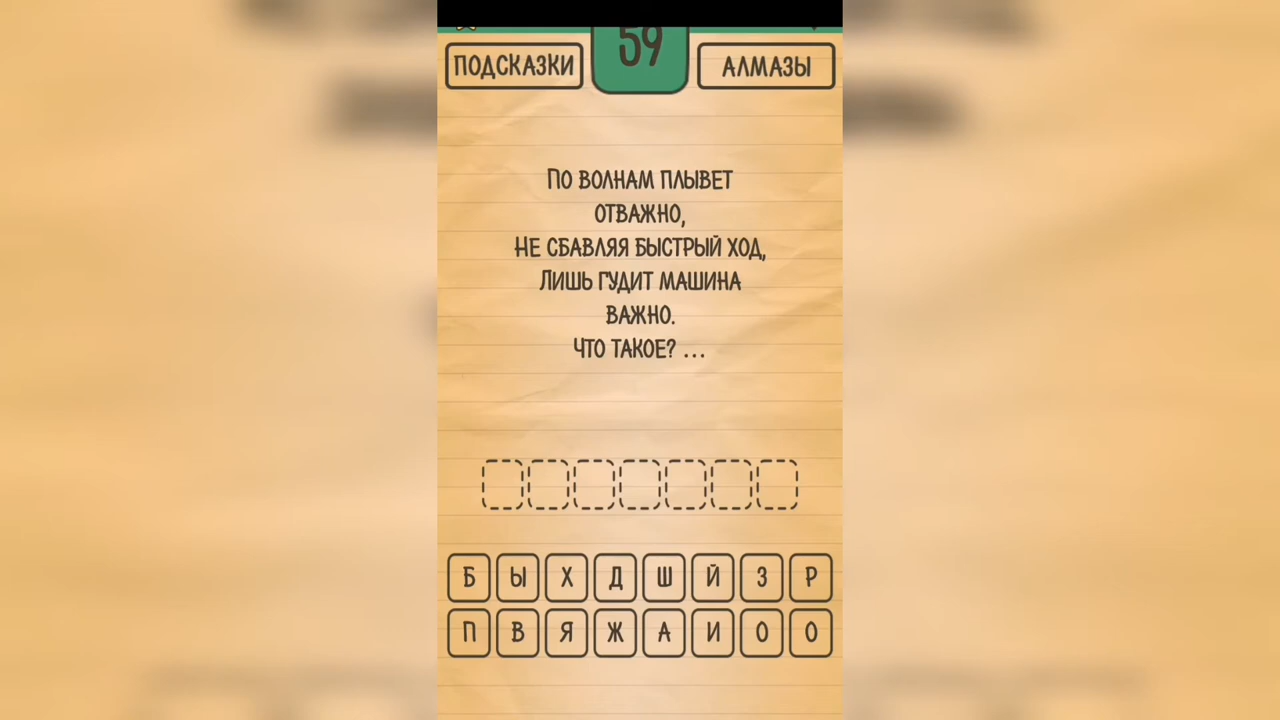 ПОДСКАЗКИ 59 АЛМАЗЫ
По волнам плывет
отважно,
Не сбавляя быстрый ход,
Лишь гудит машина
важно.
Что такое? ...
Б Ы Х Д Ш Й З Р
П В Я Ж А И О О